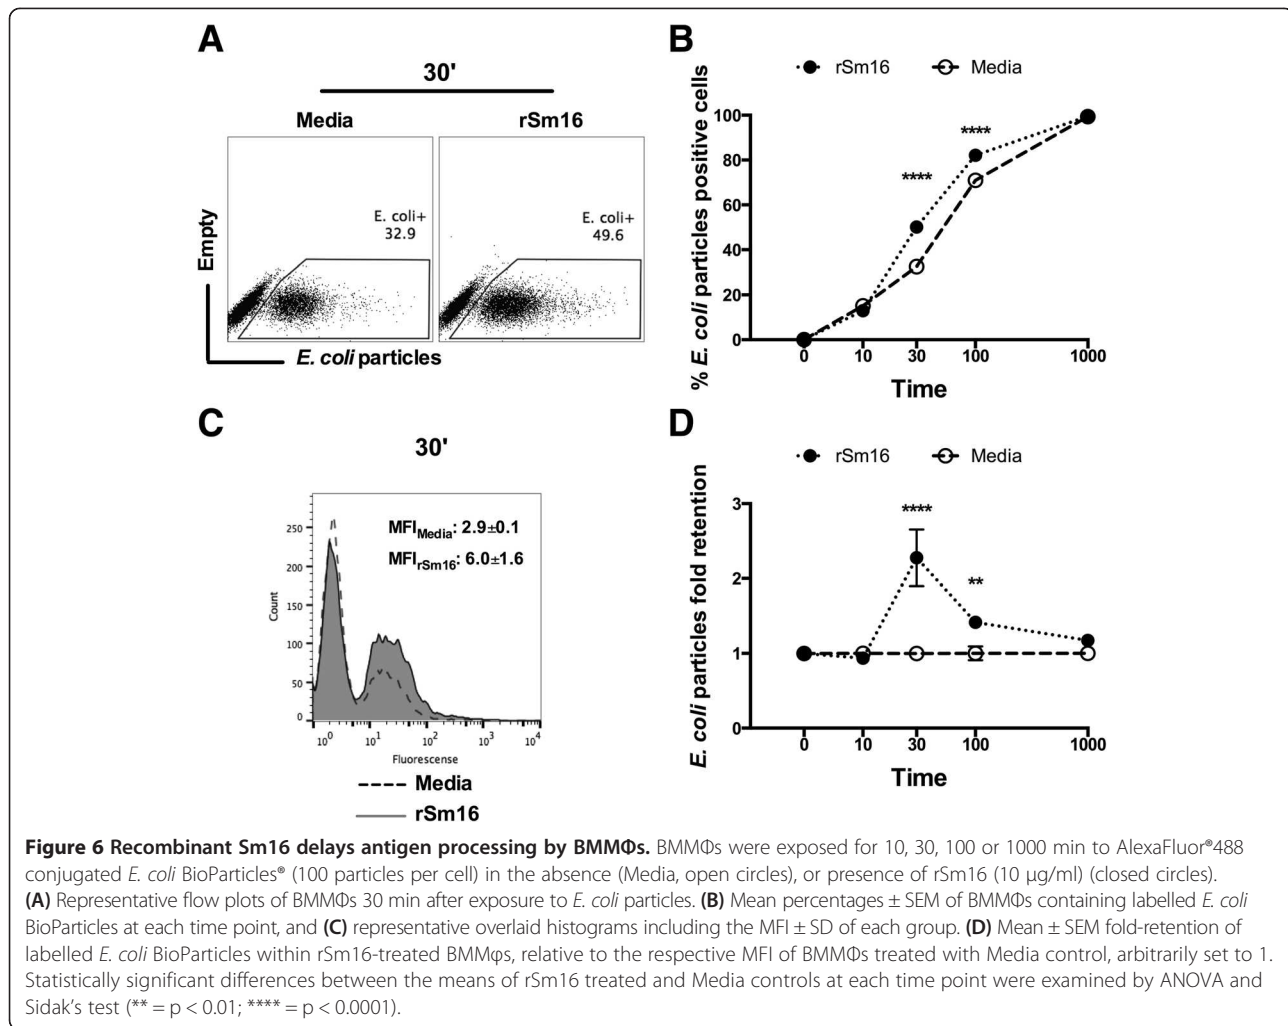 A
30'
Media
rSm16
E. coli+
32.9
E. coli+
49.6
Empty
E. coli particles
B
rSm16
Media
% E. coli particles positive cells
100
80
60
40
20
0
****
****
0
10
30
100
1000
Time
C
30'
MFIMedia: 2.9±0.1
MFIrSm16: 6.0±1.6
Count
250
200
150
100
50
0
10⁰
10¹
10²
10³
10⁴
Fluorescense
Media
rSm16
D
rSm16
Media
E. coli particles fold retention
3
2
1
0
****
**
0
10
30
100
1000
Time
Figure 6 Recombinant Sm16 delays antigen processing by BMMΦs. BMMΦs were exposed for 10, 30, 100 or 1000 min to AlexaFluor®488
conjugated E. coli BioParticles® (100 particles per cell) in the absence (Media, open circles), or presence of rSm16 (10 μg/ml) (closed circles).
(A) Representative flow plots of BMMΦs 30 min after exposure to E. coli particles. (B) Mean percentages ± SEM of BMMΦs containing labelled E. coli
BioParticles at each time point, and (C) representative overlaid histograms including the MFI ± SD of each group. (D) Mean ± SEM fold-retention of
labelled E. coli BioParticles within rSm16-treated BMMφs, relative to the respective MFI of BMMΦs treated with Media control, arbitrarily set to 1.
Statistically significant differences between the means of rSm16 treated and Media controls at each time point were examined by ANOVA and
Sidak's test (** = p < 0.01; **** = p < 0.0001).